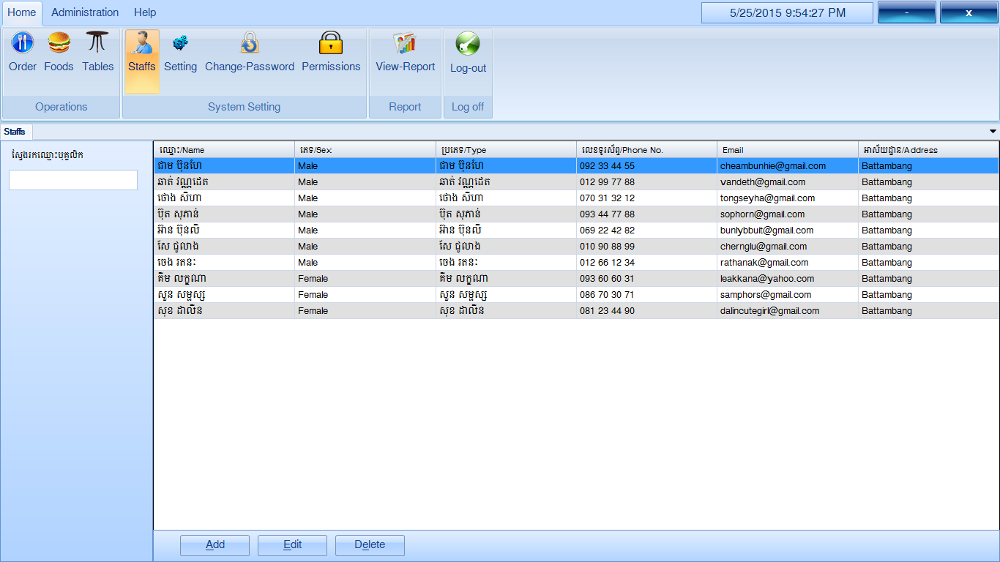 Home Administration Help 5/25/2015 9:54:27 PM - x
Order Foods Tables Staffs Setting Change-Password Permissions View-Report Log-out
Operations System Setting Report Log off
Staffs
ស្វែងរកឈ្មោះបុគ្គលិក
ឈ្មោះ/Name ភេទ/Sex ប្រភេទ/Type លេខទូរស័ព្ទ/Phone No. Email អាស័យដ្ឋាន/Address
ជាម ប៊ុនហៃ Male ជាម ប៊ុនហៃ 092 33 44 55 cheambunhie@gmail.com Battambang
ឆាត់ វណ្ណដេត Male ឆាត់ វណ្ណដេត 012 99 77 88 vandeth@gmail.com Battambang
ថោង សីហា Male ថោង សីហា 070 31 32 12 tongseyha@gmail.com Battambang
ប៊ុត សុភាន់ Male ប៊ុត សុភាន់ 093 44 77 88 sophorn@gmail.com Battambang
អ៊ាន ប៊ុនលី Male អ៊ាន ប៊ុនលី 069 22 42 82 bunlybbuit@gmail.com Battambang
សែ ជូលាង Male សែ ជូលាង 010 90 88 99 chernglu@gmail.com Battambang
ចេង រតនៈ Male ចេង រតនៈ 012 66 12 34 rathanak@gmail.com Battambang
គឹម លក្ខណា Female គឹម លក្ខណា 093 60 60 31 leakkana@yahoo.com Battambang
សួន សម្ផស្ស Female សួន សម្ផស្ស 086 70 30 71 samphors@gmail.com Battambang
សុខ ដាលីន Female សុខ ដាលីន 081 23 44 90 dalincutegirl@gmail.com Battambang
Add Edit Delete